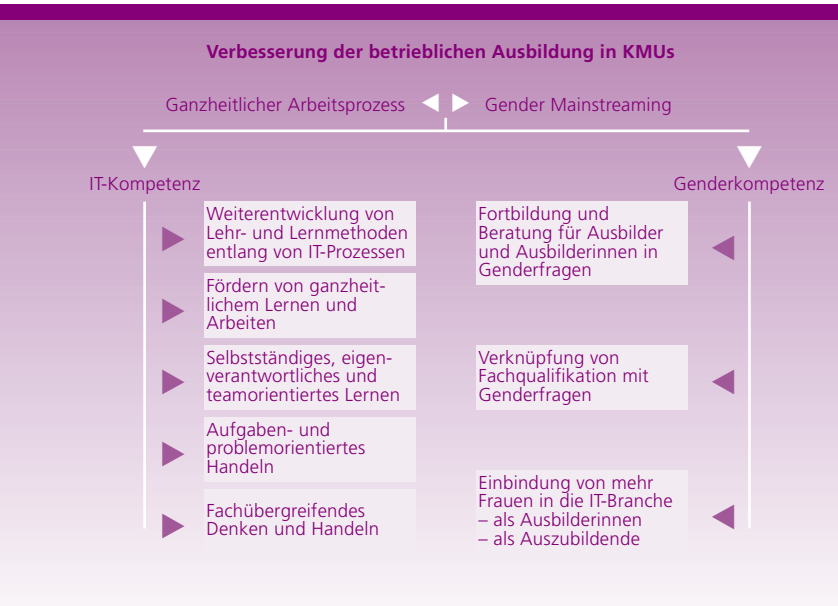 Verbesserung der betrieblichen Ausbildung in KMUs
Ganzheitlicher Arbeitsprozess
Gender Mainstreaming
IT-Kompetenz
Weiterentwicklung von
Lehr- und Lernmethoden
entlang von IT-Prozessen
Fördern von ganzheit-
lichem Lernen und
Arbeiten
Selbstständiges, eigen-
verantwortliches und
teamorientiertes Lernen
Aufgaben- und
problemorientiertes
Handeln
Fachübergreifendes
Denken und Handeln
Genderkompetenz
Fortbildung und
Beratung für Ausbilder
und Ausbilderinnen in
Genderfragen
Verknüpfung von
Fachqualifikation mit
Genderfragen
Einbindung von mehr
Frauen in die IT-Branche
– als Ausbilderinnen
– als Auszubildende